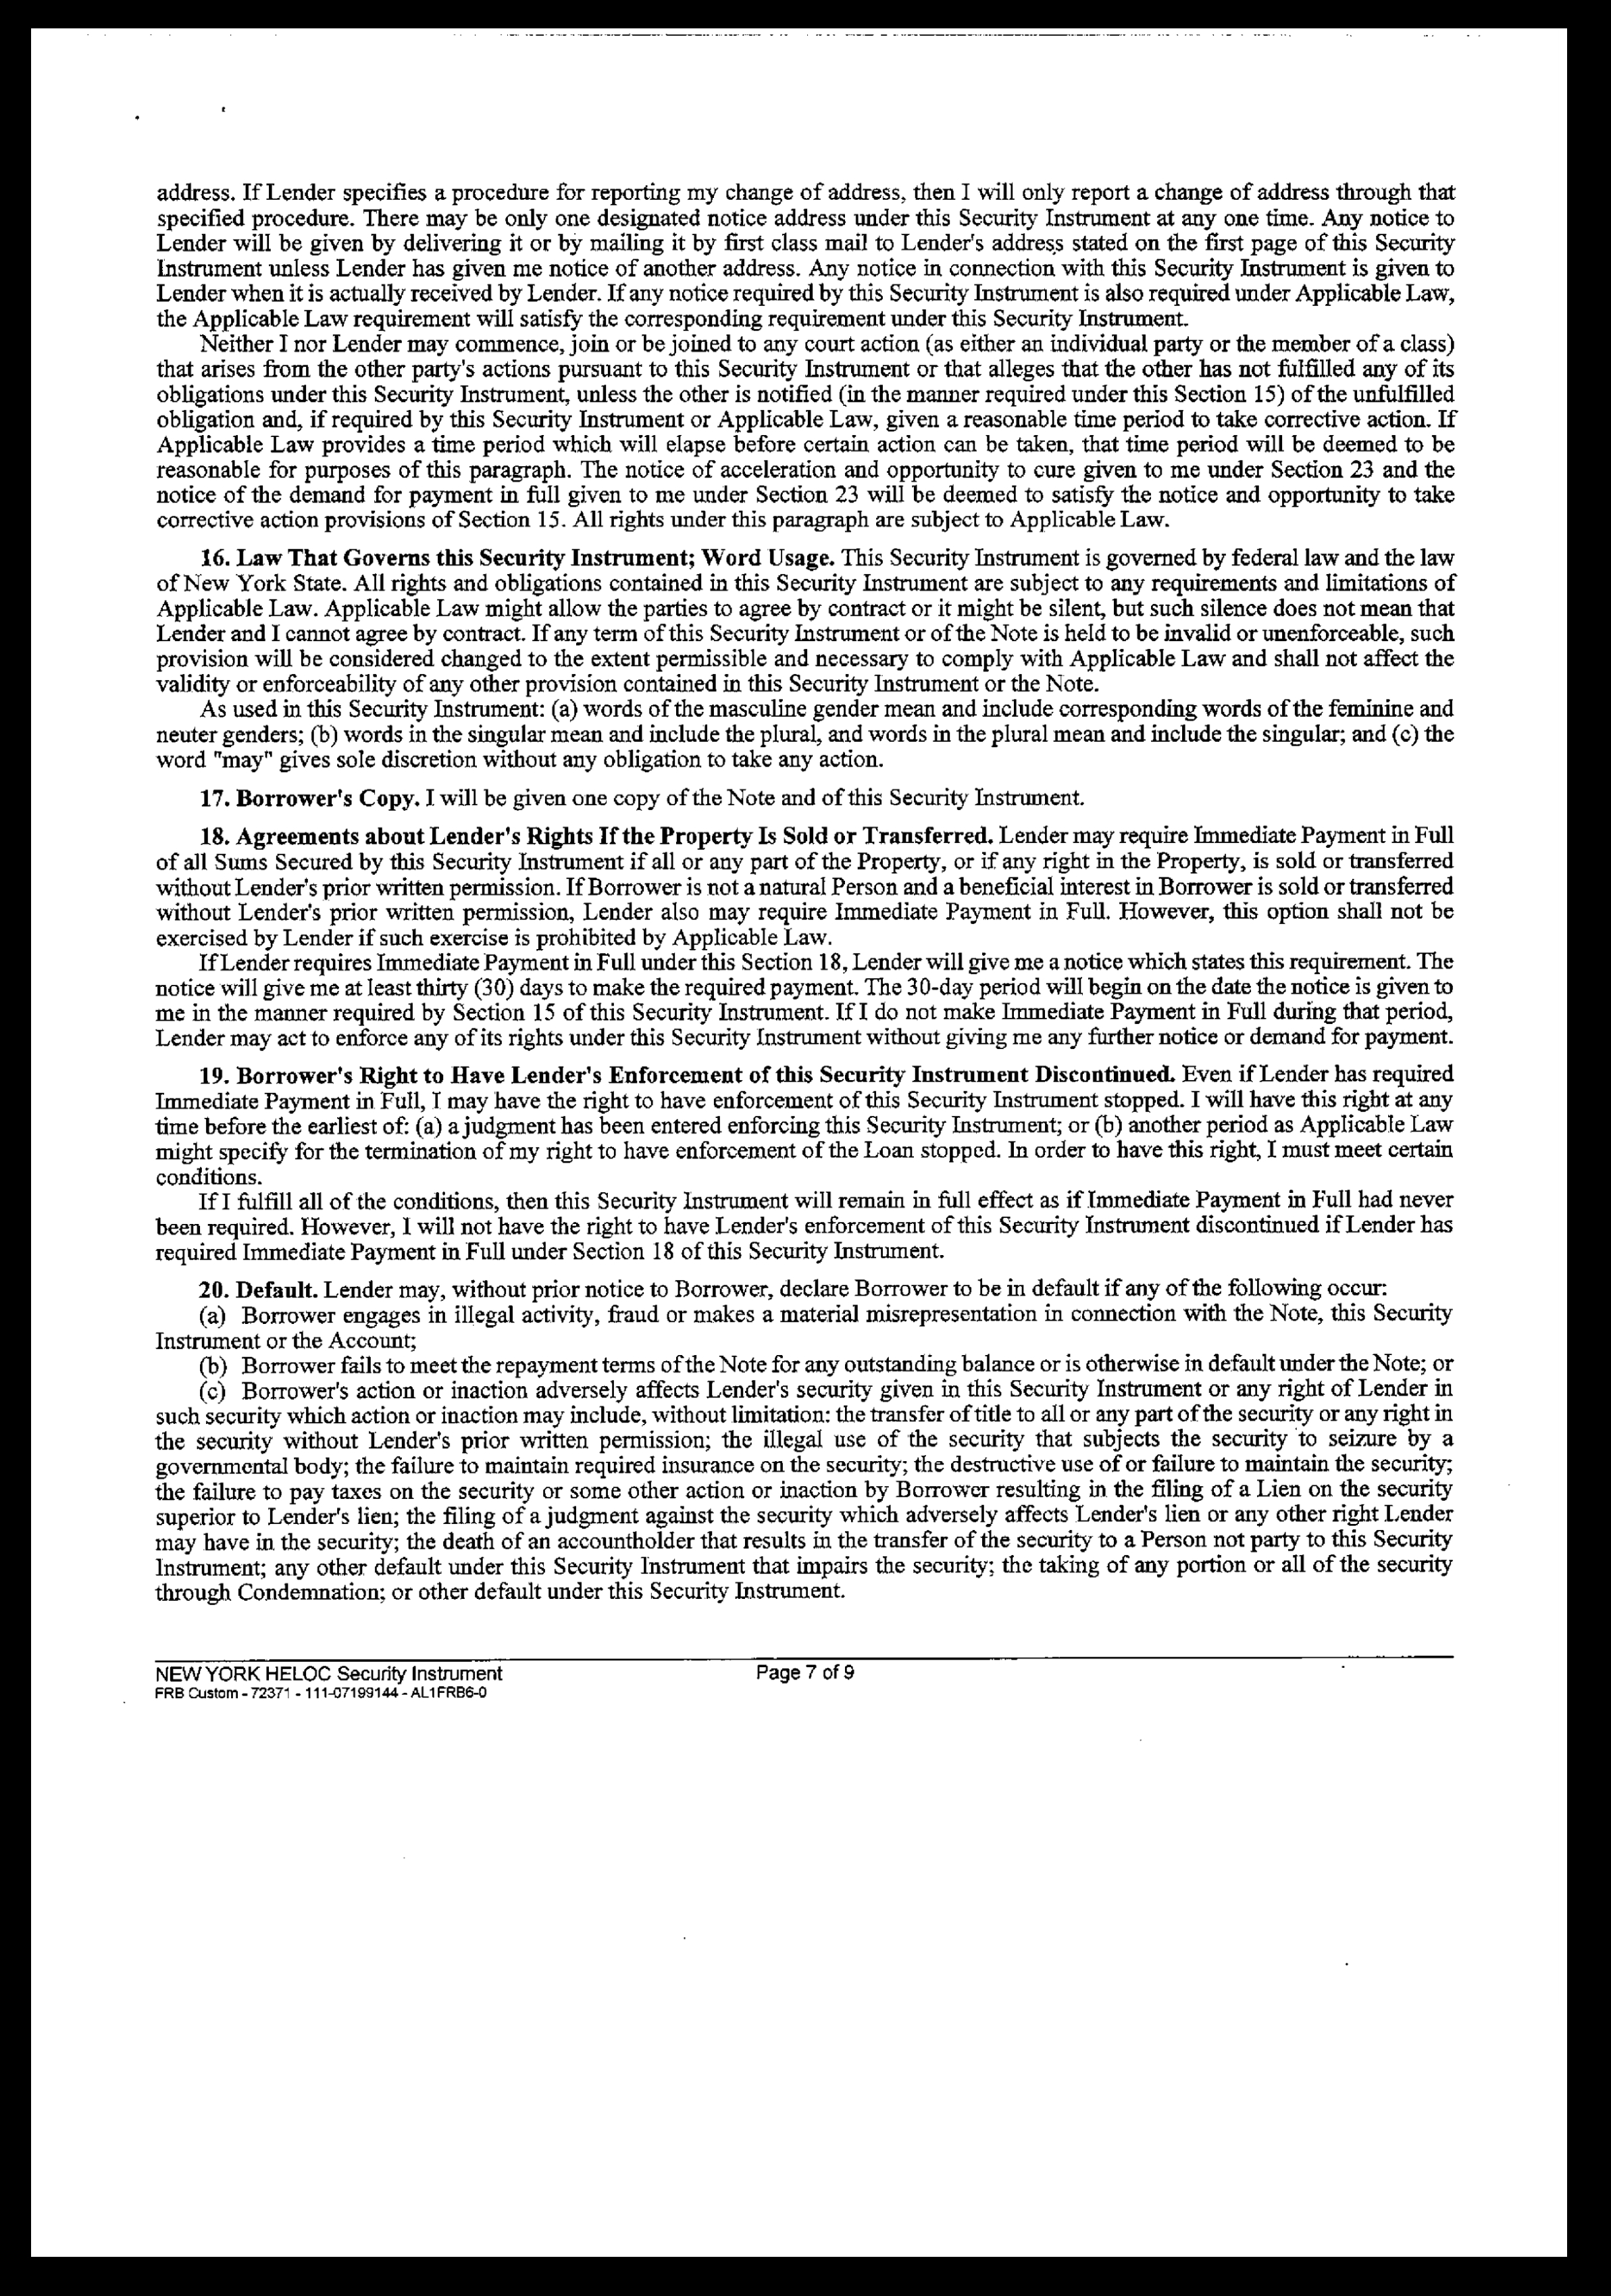 address. If Lender specifies a procedure for reporting my change of address, then I will only report a change of address through that
specified procedure. There may be only one designated notice address under this Security Instrument at any one time. Any notice to
Lender will be given by delivering it or by mailing it by first class mail to Lender's address stated on the first page of this Security
Instrument unless Lender has given me notice of another address. Any notice in connection with this Security Instrument is given to
Lender when it is actually received by Lender. If any notice required by this Security Instrument is also required under Applicable Law,
the Applicable Law requirement will satisfy the corresponding requirement under this Security Instrument.
Neither I nor Lender may commence, join or be joined to any court action (as either an individual party or the member of a class)
that arises from the other party's actions pursuant to this Security Instrument or that alleges that the other has not fulfilled any of its
obligations under this Security Instrument, unless the other is notified (in the manner required under this Section 15) of the unfulfilled
obligation and, if required by this Security Instrument or Applicable Law, given a reasonable time period to take corrective action. If
Applicable Law provides a time period which will elapse before certain action can be taken, that time period will be deemed to be
reasonable for purposes of this paragraph. The notice of acceleration and opportunity to cure given to me under Section 23 and the
notice of the demand for payment in full given to me under Section 23 will be deemed to satisfy the notice and opportunity to take
corrective action provisions of Section 15. All rights under this paragraph are subject to Applicable Law.
16. Law That Governs this Security Instrument; Word Usage. This Security Instrument is governed by federal law and the law
of New York State. All rights and obligations contained in this Security Instrument are subject to any requirements and limitations of
Applicable Law. Applicable Law might allow the parties to agree by contract or it might be silent, but such silence does not mean that
Lender and I cannot agree by contract. If any term of this Security Instrument or of the Note is held to be invalid or unenforceable, such
provision will be considered changed to the extent permissible and necessary to comply with Applicable Law and shall not affect the
validity or enforceability of any other provision contained in this Security Instrument or the Note.
As used in this Security Instrument: (a) words of the masculine gender mean and include corresponding words of the feminine and
neuter genders; (b) words in the singular mean and include the plural, and words in the plural mean and include the singular; and (c) the
word "may" gives sole discretion without any obligation to take any action.
17. Borrower's Copy. I will be given one copy of the Note and of this Security Instrument.
18. Agreements about Lender's Rights If the Property Is Sold or Transferred. Lender may require Immediate Payment in Full
of all Sums Secured by this Security Instrument if all or any part of the Property, or if any right in the Property, is sold or transferred
without Lender's prior written permission. If Borrower is not a natural Person and a beneficial interest in Borrower is sold or transferred
without Lender's prior written permission, Lender also may require Immediate Payment in Full. However, this option shall not be
exercised by Lender if such exercise is prohibited by Applicable Law.
If Lender requires Immediate Payment in Full under this Section 18, Lender will give me a notice which states this requirement. The
notice will give me at least thirty (30) days to make the required payment. The 30-day period will begin on the date the notice is given to
me in the manner required by Section 15 of this Security Instrument. If I do not make Immediate Payment in Full during that period,
Lender may act to enforce any of its rights under this Security Instrument without giving me any further notice or demand for payment.
19. Borrower's Right to Have Lender's Enforcement of this Security Instrument Discontinued. Even if Lender has required
Immediate Payment in Full, I may have the right to have enforcement of this Security Instrument stopped. I will have this right at any
time before the earliest of: (a) a judgment has been entered enforcing this Security Instrument; or (b) another period as Applicable Law
might specify for the termination of my right to have enforcement of the Loan stopped. In order to have this right, I must meet certain
conditions.
If I fulfill all of the conditions, then this Security Instrument will remain in full effect as if Immediate Payment in Full had never
been required. However, I will not have the right to have Lender's enforcement of this Security Instrument discontinued if Lender has
required Immediate Payment in Full under Section 18 of this Security Instrument.
20. Default. Lender may, without prior notice to Borrower, declare Borrower to be in default if any of the following occur:
(a) Borrower engages in illegal activity, fraud or makes a material misrepresentation in connection with the Note, this Security
Instrument or the Account;
(b) Borrower fails to meet the repayment terms of the Note for any outstanding balance or is otherwise in default under the Note; or
(c) Borrower's action or inaction adversely affects Lender's security given in this Security Instrument or any right of Lender in
such security which action or inaction may include, without limitation: the transfer of title to all or any part of the security or any right in
the security without Lender's prior written permission; the illegal use of the security that subjects the security to seizure by a
governmental body; the failure to maintain required insurance on the security; the destructive use of or failure to maintain the security;
the failure to pay taxes on the security or some other action or inaction by Borrower resulting in the filing of a Lien on the security
superior to Lender's lien; the filing of a judgment against the security which adversely affects Lender's lien or any other right Lender
may have in the security; the death of an accountholder that results in the transfer of the security to a Person not party to this Security
Instrument; any other default under this Security Instrument that impairs the security; the taking of any portion or all of the security
through Condemnation; or other default under this Security Instrument.
NEW YORK HELOC Security Instrument Page 7 of 9
FRB Custom - 72371 - 111-07199144 - AL1FRB6-0